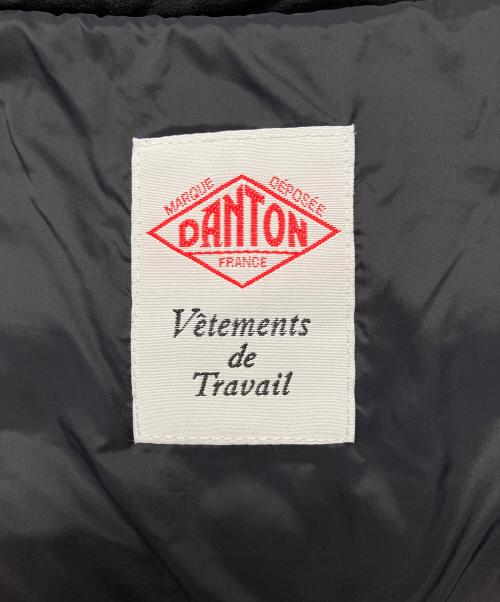 MARQUE DÉPOSÉE
DANTON
FRANCE
Vêtements
de
Travail